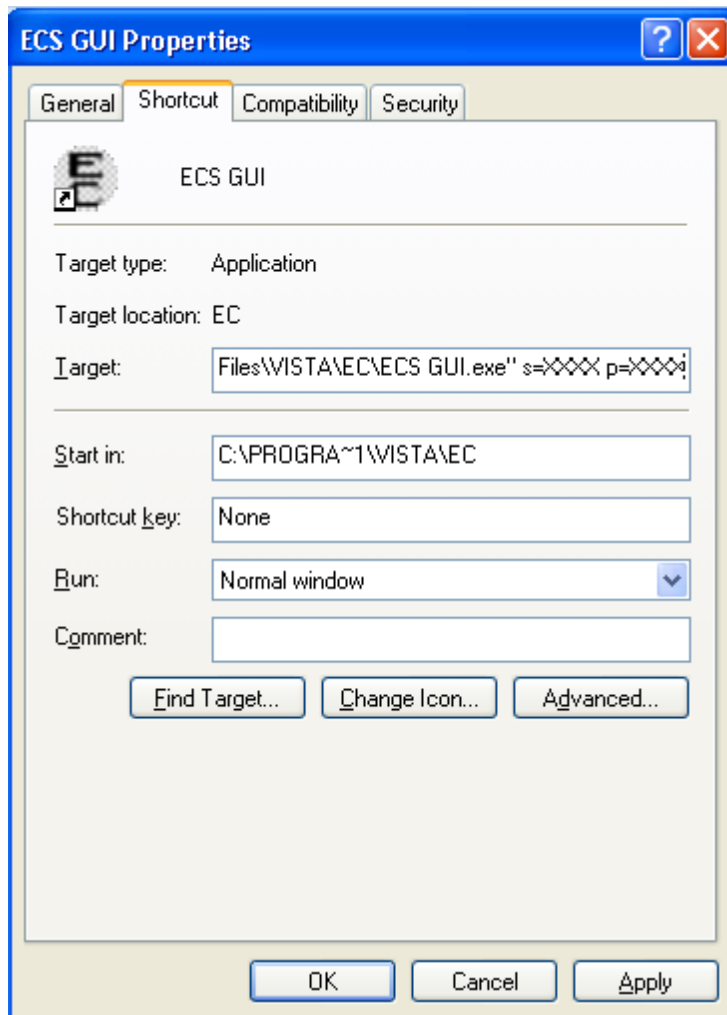 ECS GUI Properties
General Shortcut Compatibility Security
EC
ECS GUI
Target type: Application
Target location: EC
Target: Files\VISTA\EC\ECS GUI.exe" s=XXXX p=XXXX
Start in: C:\PROGRA~1\VISTA\EC
Shortcut key: None
Run: Normal window
Comment:
Find Target... Change Icon... Advanced...
OK Cancel Apply